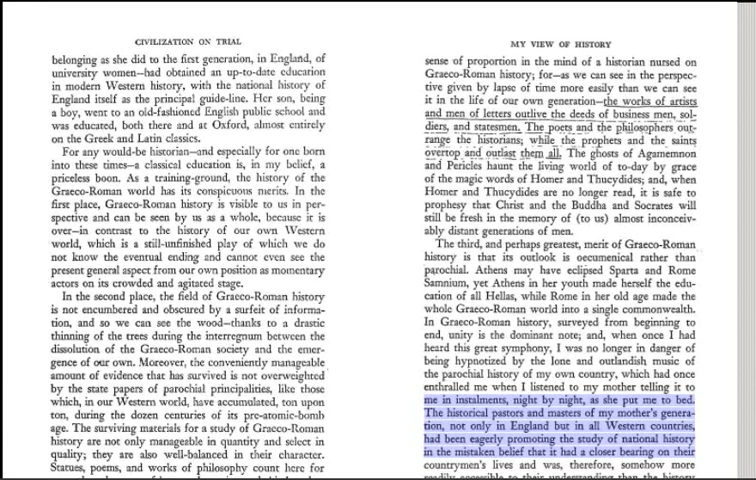 CIVILIZATION ON TRIAL
belonging as she did to the first generation, in England, of
university women—had obtained an up-to-date education
in modern Western history, with the national history of
England itself as the principal guide-line. Her son, being
a boy, went to an old-fashioned English public school and
was educated, both there and at Oxford, almost entirely
on the Greek and Latin classics.
For any would-be historian—and especially for one born
into these times—a classical education is, in my belief, a
priceless boon. As a training-ground, the history of the
Graeco-Roman world has its conspicuous merits. In the
first place, Graeco-Roman history is visible to us in per-
spective and can be seen by us as a whole, because it is
over—in contrast to the history of our own Western
world, which is a still-unfinished play of which we do
not know the eventual ending and cannot even see the
present general aspect from our own position as momentary
actors on its crowded and agitated stage.
In the second place, the field of Graeco-Roman history
is not encumbered and obscured by a surfeit of informa-
tion, and so we can see the wood—thanks to a drastic
thinning of the trees during the interregnum between the
dissolution of the Graeco-Roman society and the emer-
gence of our own. Moreover, the conveniently manageable
amount of evidence that has survived is not overweighted
by the state papers of parochial principalities, like those
which, in our Western world, have accumulated, ton upon
ton, during the dozen centuries of its pre-atomic-bomb
age. The surviving materials for a study of Graeco-Roman
history are not only manageable in quantity and select in
quality; they are also well-balanced in their character.
Statues, poems, and works of philosophy count here for
MY VIEW OF HISTORY
sense of proportion in the mind of a historian nursed on
Graeco-Roman history; for—as we can see in the perspec-
tive given by lapse of time more easily than we can see
it in the life of our own generation—the works of artists
and men of letters outlive the deeds of business men, sol-
diers, and statesmen. The poets and the philosophers out-
range the historians; while the prophets and the saints
overtop and outlast them all. The ghosts of Agamemnon
and Pericles haunt the living world of to-day by grace
of the magic words of Homer and Thucydides; and, when
Homer and Thucydides are no longer read, it is safe to
prophesy that Christ and the Buddha and Socrates will
still be fresh in the memory of (to us) almost inconceiv-
ably distant generations of men.
The third, and perhaps greatest, merit of Graeco-Roman
history is that its outlook is oecumenical rather than
parochial. Athens may have eclipsed Sparta and Rome
Samnium, yet Athens in her youth made herself the edu-
cation of all Hellas, while Rome in her old age made the
whole Graeco-Roman world into a single commonwealth.
In Graeco-Roman history, surveyed from beginning to
end, unity is the dominant note; and, when once I had
heard this great symphony, I was no longer in danger of
being hypnotized by the lone and outlandish music of
the parochial history of my own country, which had once
enthralled me when I listened to my mother telling it to
me in instalments, night by night, as she put me to bed.
The historical pastors and masters of my mother's genera-
tion, not only in England but in all Western countries,
had been eagerly promoting the study of national history
in the mistaken belief that it had a closer bearing on their
countrymen's lives and was, therefore, somehow more